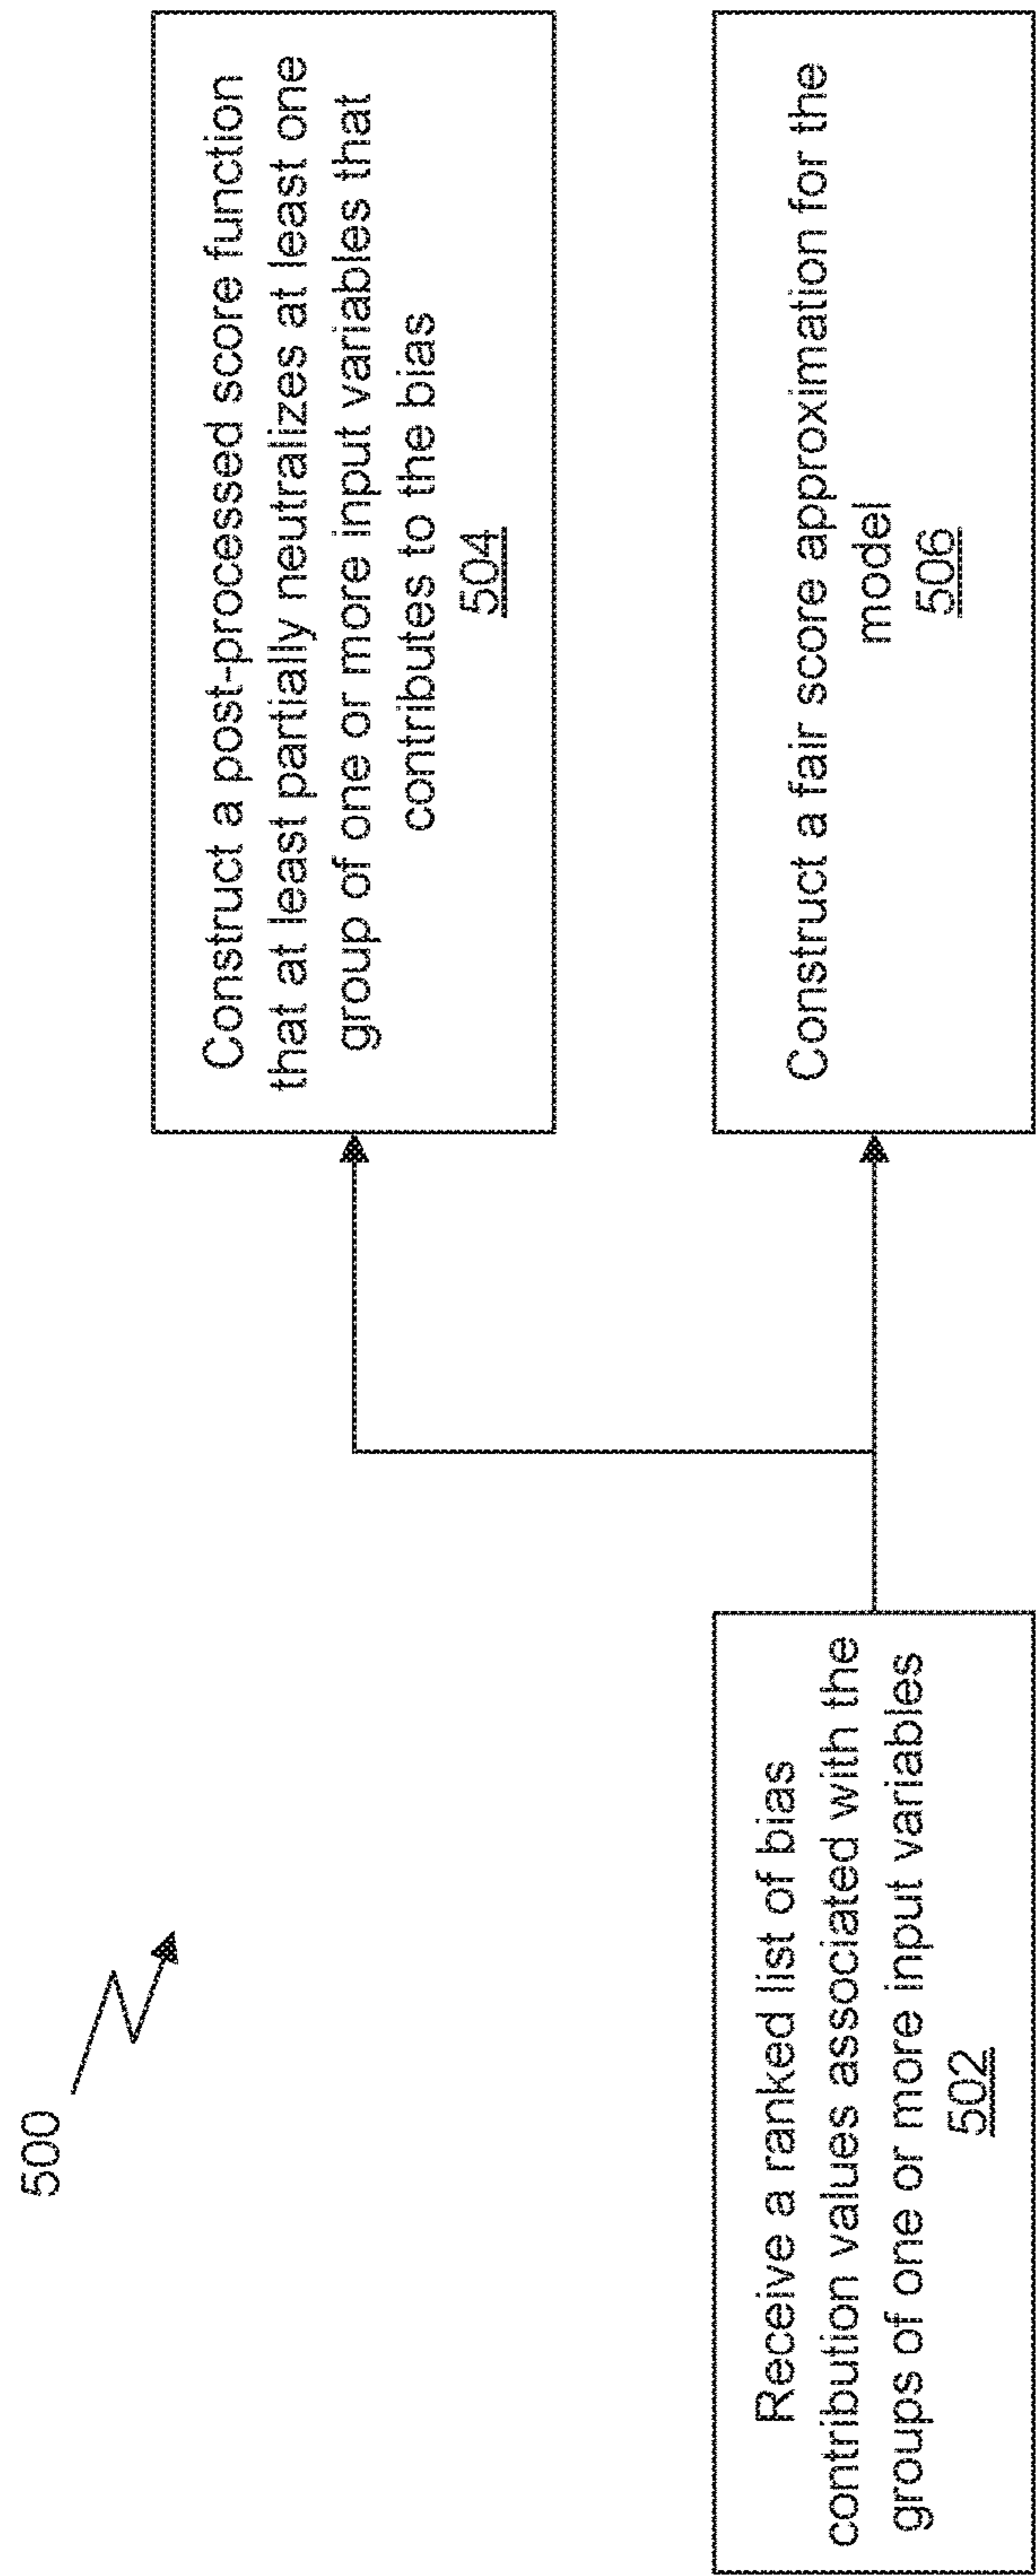 500
Receive a ranked list of bias
contribution values associated with the
groups of one or more input variables
502
Construct a post-processed score function
that at least partially neutralizes at least one
group of one or more input variables that
contributes to the bias
504
Construct a fair score approximation for the
model
506